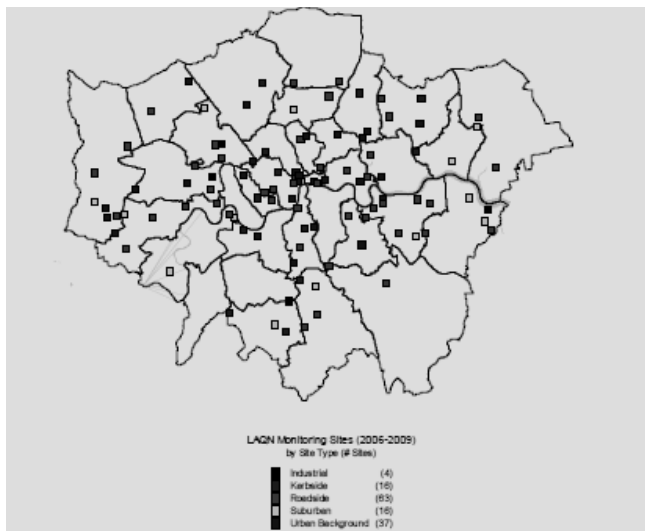 LAQN Monitoring Sites (2006-2009)
by Site Type (# Sites)
Industrial (4)
Kerbside (16)
Roadside (63)
Suburban (16)
Urban Background (37)